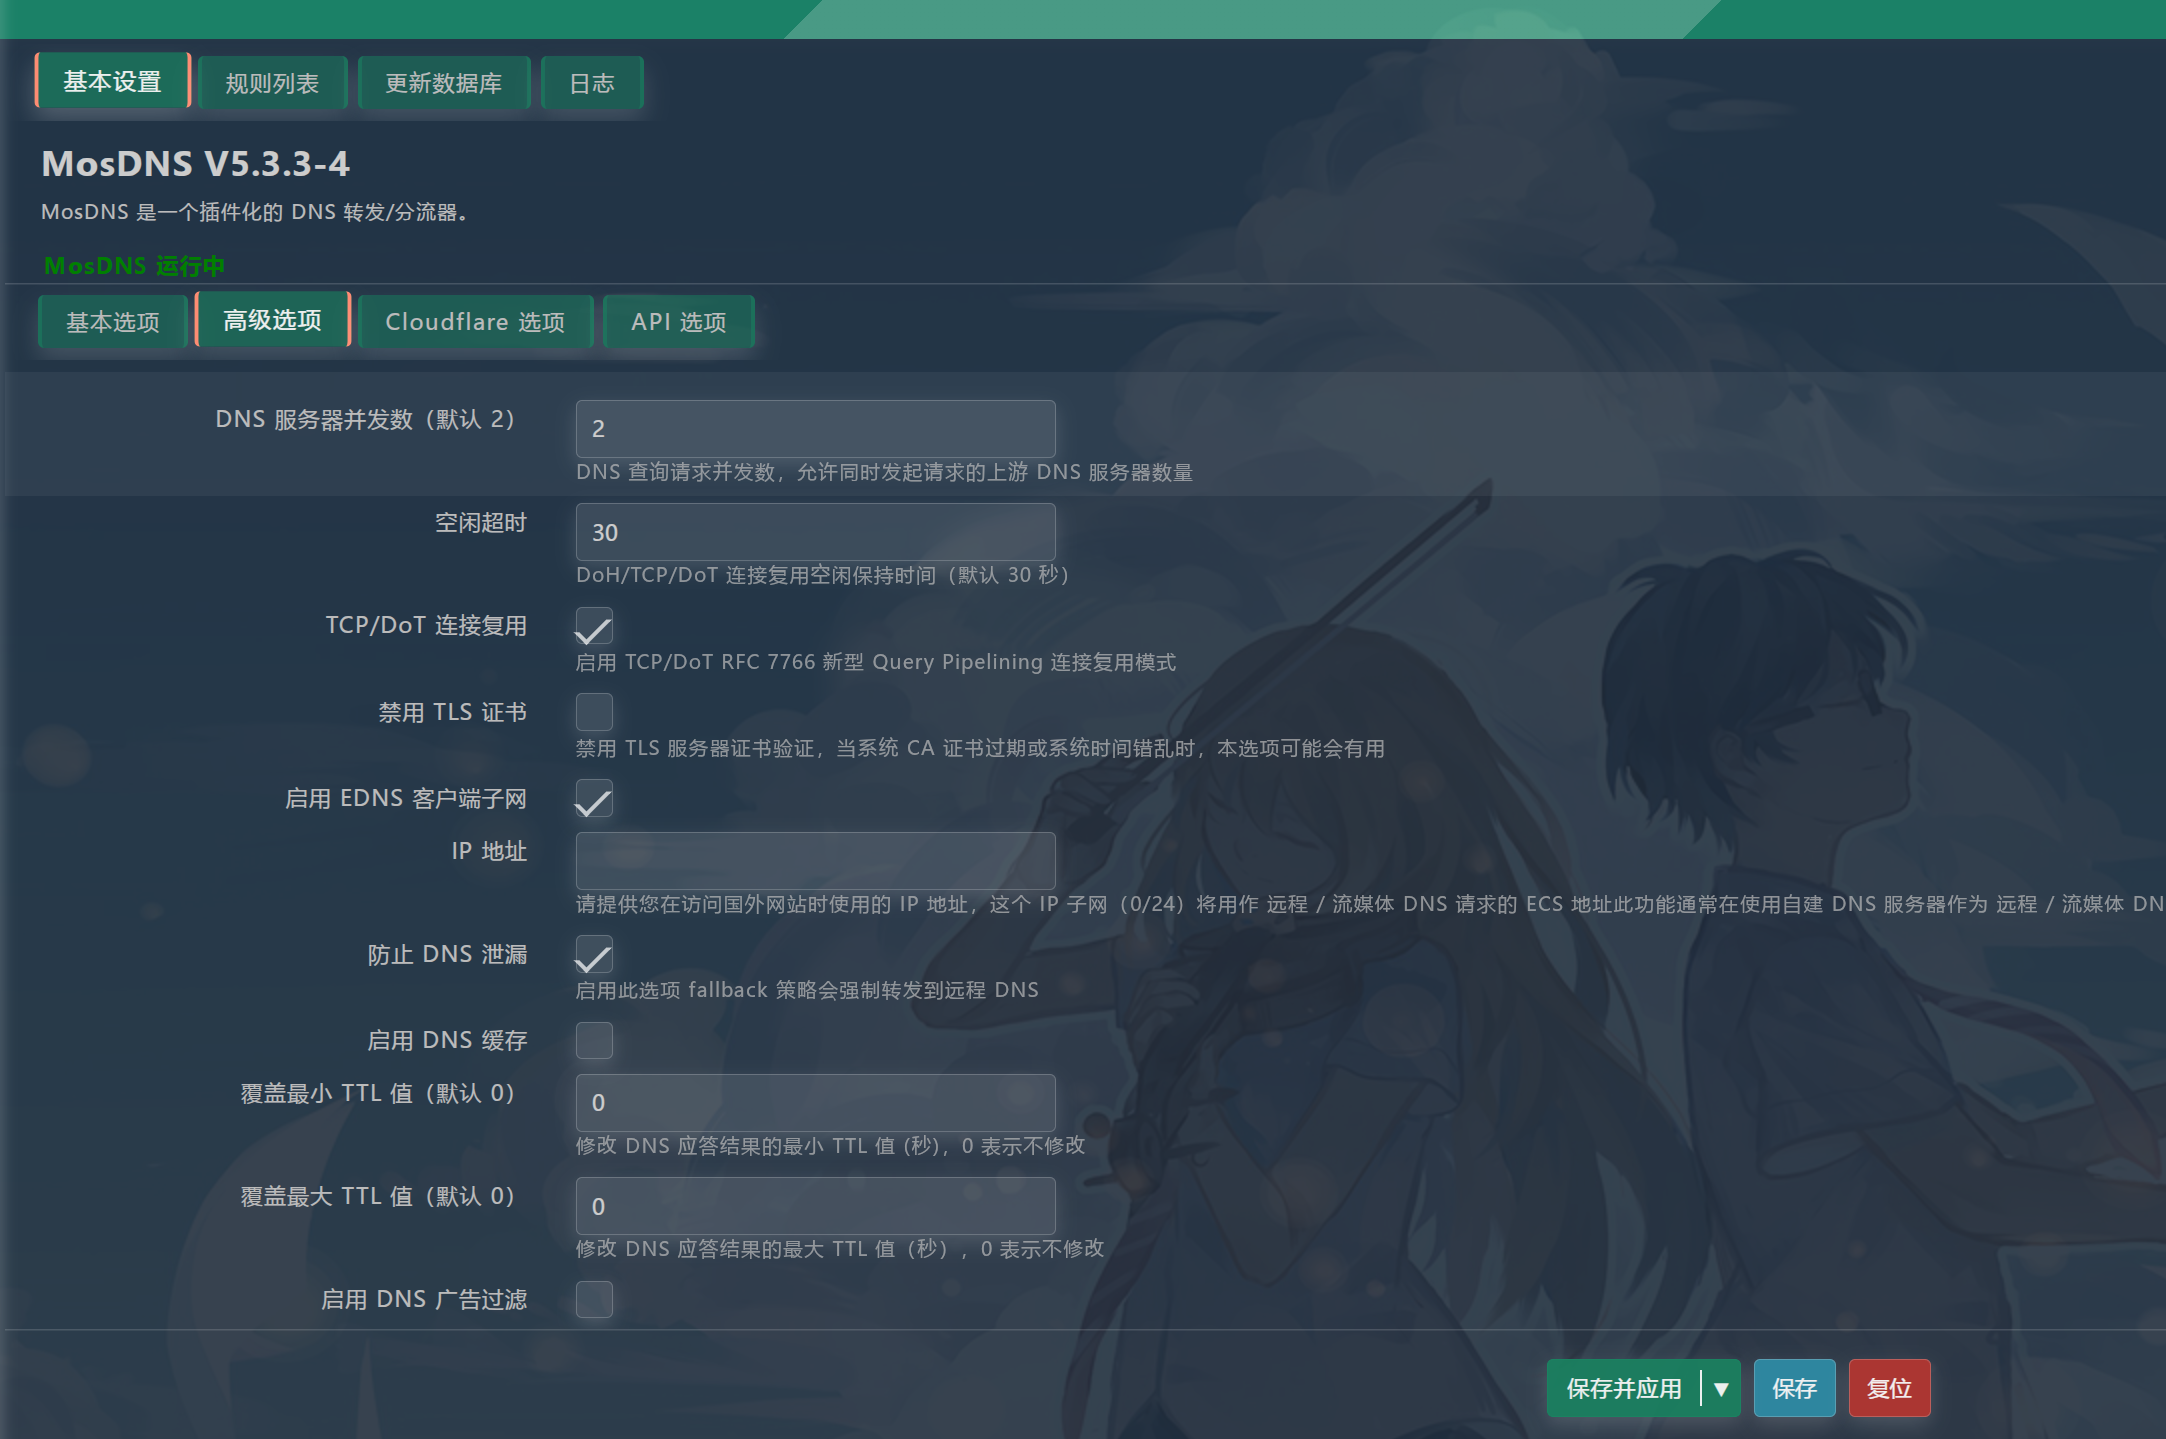 基本设置 规则列表 更新数据库 日志
MosDNS V5.3.3-4
MosDNS 是一个插件化的 DNS 转发/分流器。
MosDNS 运行中
基本选项 高级选项 Cloudflare 选项 API 选项
DNS 服务器并发数（默认 2） 2
DNS 查询请求并发数，允许同时发起请求的上游 DNS 服务器数量
空闲超时 30
DoH/TCP/DoT 连接复用空闲保持时间（默认 30 秒）
TCP/DoT 连接复用
启用 TCP/DoT RFC 7766 新型 Query Pipelining 连接复用模式
禁用 TLS 证书
禁用 TLS 服务器证书验证，当系统 CA 证书过期或系统时间错乱时，本选项可能会有用
启用 EDNS 客户端子网
IP 地址
请提供您在访问国外网站时使用的 IP 地址，这个 IP 子网（0/24）将用作 远程 / 流媒体 DNS 请求的 ECS 地址此功能通常在使用自建 DNS 服务器作为 远程 / 流媒体 DN
防止 DNS 泄漏
启用此选项 fallback 策略会强制转发到远程 DNS
启用 DNS 缓存
覆盖最小 TTL 值（默认 0） 0
修改 DNS 应答结果的最小 TTL 值 (秒)，0 表示不修改
覆盖最大 TTL 值（默认 0） 0
修改 DNS 应答结果的最大 TTL 值（秒）, 0 表示不修改
启用 DNS 广告过滤
保存并应用 ▼ 保存 复位